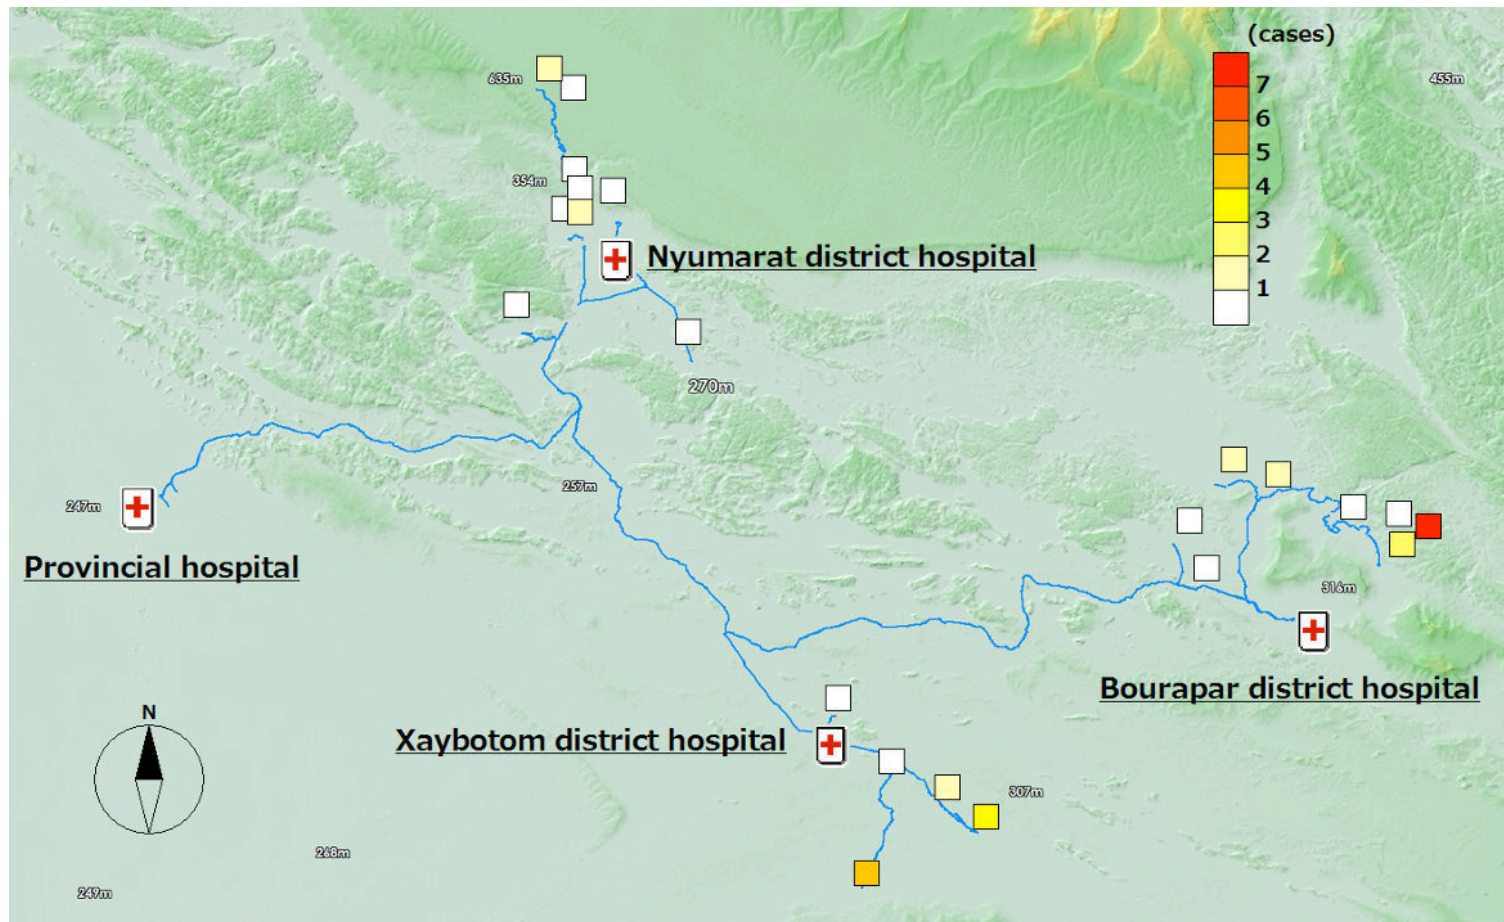 (cases)
635m
455m
7
6
5
354m
4
3
Nyumarat district hospital
2
1
270m
257m
247m
Provincial hospital
316m
Bourapar district hospital
N
Xaybotom district hospital
307m
268m
249m